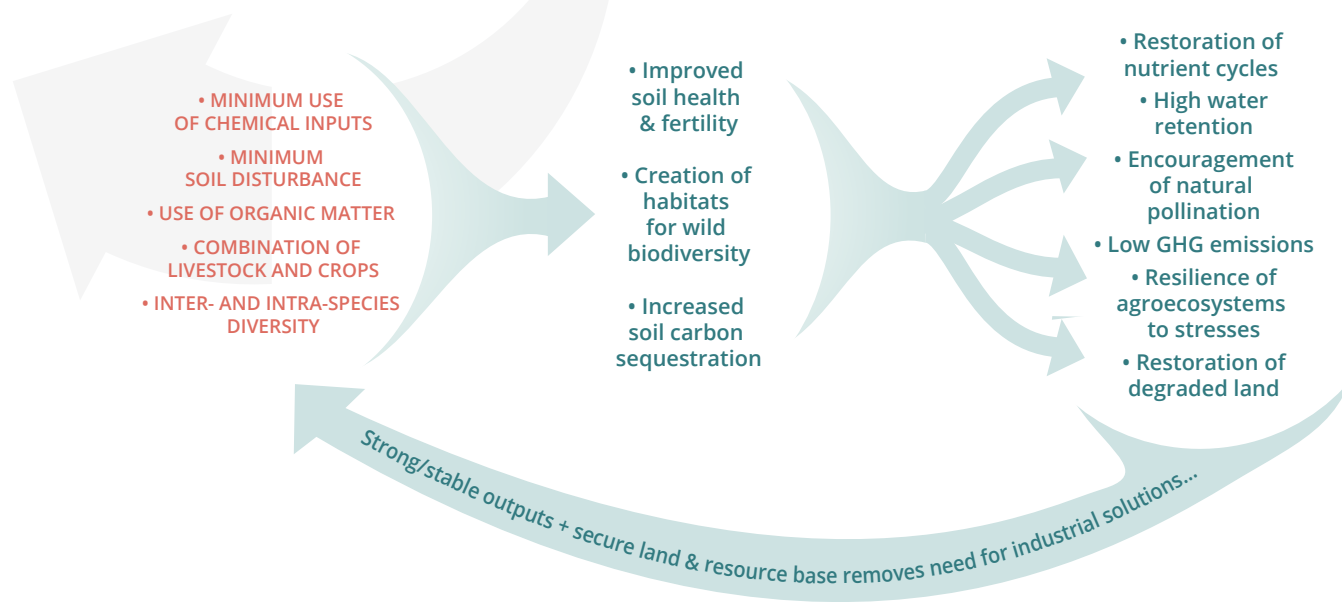 • MINIMUM USE
OF CHEMICAL INPUTS
• MINIMUM
SOIL DISTURBANCE
• USE OF ORGANIC MATTER
• COMBINATION OF
LIVESTOCK AND CROPS
• INTER- AND INTRA-SPECIES
DIVERSITY
• Improved
soil health
& fertility
• Creation of
habitats
for wild
biodiversity
• Increased
soil carbon
sequestration
• Restoration of
nutrient cycles
• High water
retention
• Encouragement
of natural
pollination
• Low GHG emissions
• Resilience of
agroecosystems
to stresses
• Restoration of
degraded land
Strong/stable outputs + secure land & resource base removes need for industrial solutions...